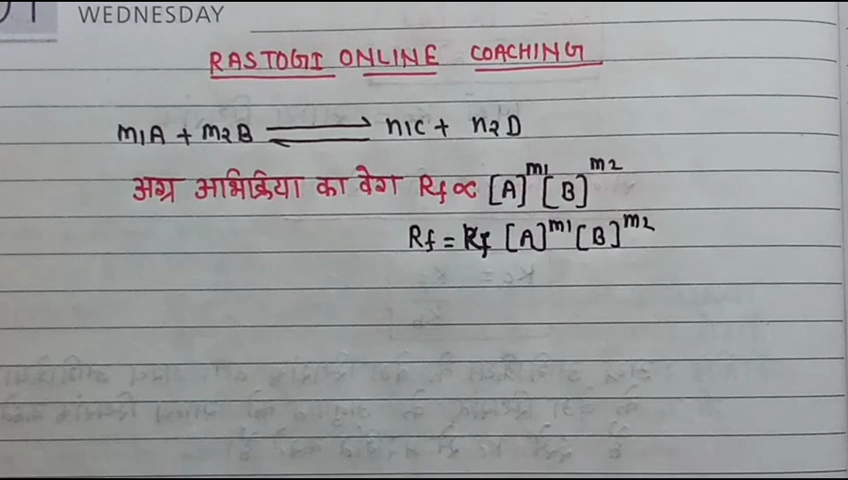 WEDNESDAY
RASTOGI ONLINE COACHING
m1A + m2B ⇌ n1C + n2D
अग्र अभिक्रिया का वेग Rf ∝ [A]^m1 [B]^m2
Rf = Kf [A]^m1 [B]^m2